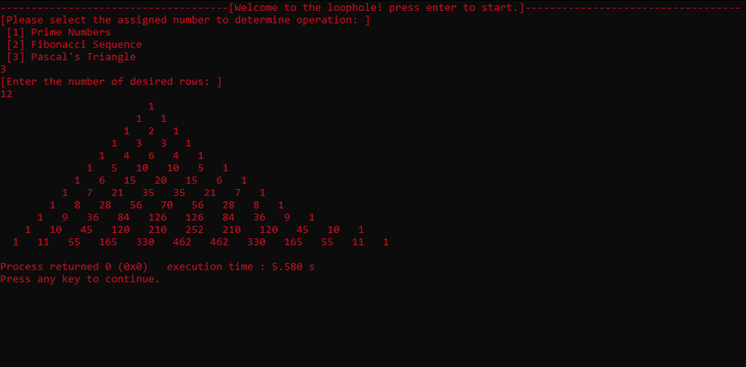 -------------------------------------[Welcome to the loophole! press enter to start.]-----------------------------------
[Please select the assigned number to determine operation: ]
[1] Prime Numbers
[2] Fibonacci Sequence
[3] Pascal's Triangle
3
[Enter the number of desired rows: ]
12
1
1 1
1 2 1
1 3 3 1
1 4 6 4 1
1 5 10 10 5 1
1 6 15 20 15 6 1
1 7 21 35 35 21 7 1
1 8 28 56 70 56 28 8 1
1 9 36 84 126 126 84 36 9 1
1 10 45 120 210 252 210 120 45 10 1
1 11 55 165 330 462 462 330 165 55 11 1
Process returned 0 (0x0) execution time : 5.580 s
Press any key to continue.